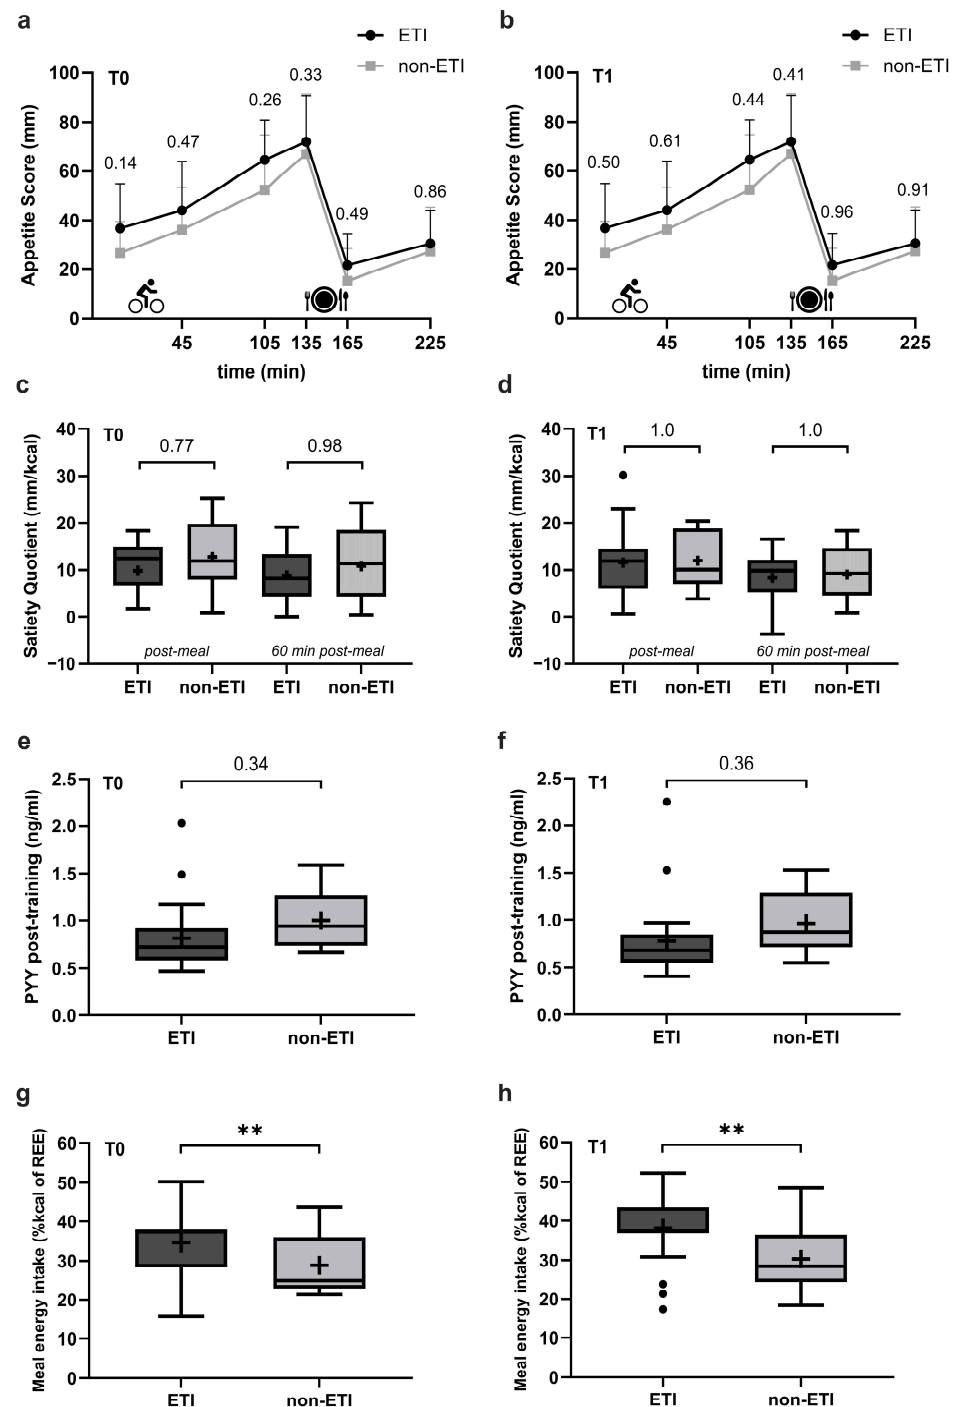 a
ETI
non-ETI
T0
Appetite Score (mm)
100
80
60
40
20
0
0.14
0.47
0.26
0.33
0.49
0.86
45
105
135
165
225
time (min)
b
ETI
non-ETI
T1
Appetite Score (mm)
100
80
60
40
20
0
0.50
0.61
0.44
0.41
0.96
0.91
45
105
135
165
225
time (min)
c
T0
Satiety Quotient (mm/kcal)
40
30
20
10
0
−10
0.77
0.98
post-meal
60 min post-meal
ETI
non-ETI
ETI
non-ETI
d
T1
Satiety Quotient (mm/kcal)
40
30
20
10
0
−10
1.0
1.0
post-meal
60 min post-meal
ETI
non-ETI
ETI
non-ETI
e
T0
PYY post-training (ng/ml)
2.5
2.0
1.5
1.0
0.5
0.0
0.34
ETI
non-ETI
f
T1
PYY post-training (ng/ml)
2.5
2.0
1.5
1.0
0.5
0.0
0.36
ETI
non-ETI
g
T0
Meal energy intake (%kcal of REE)
60
50
40
30
20
10
0
**
ETI
non-ETI
h
T1
Meal energy intake (%kcal of REE)
60
50
40
30
20
10
0
**
ETI
non-ETI